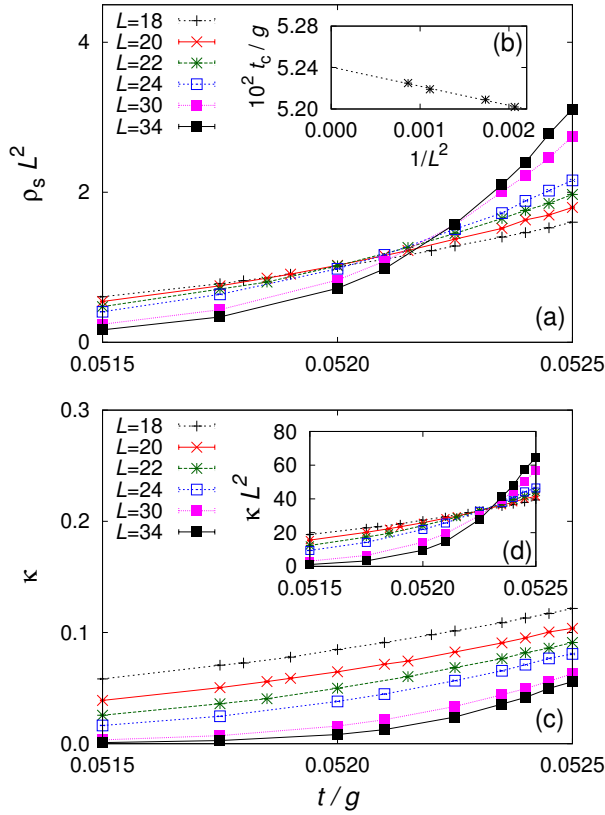 4
2
0
ρs L²
L=18
L=20
L=22
L=24
L=30
L=34
5.28
5.24
5.20
10² tc / g
(b)
0.000 0.001 0.002
1/L²
(a)
0.0515 0.0520 0.0525
0.3
0.2
0.1
0.0
κ
L=18
L=20
L=22
L=24
L=30
L=34
80
60
40
20
0
κ L²
(d)
0.0515 0.0520 0.0525
(c)
0.0515 0.0520 0.0525
t / g